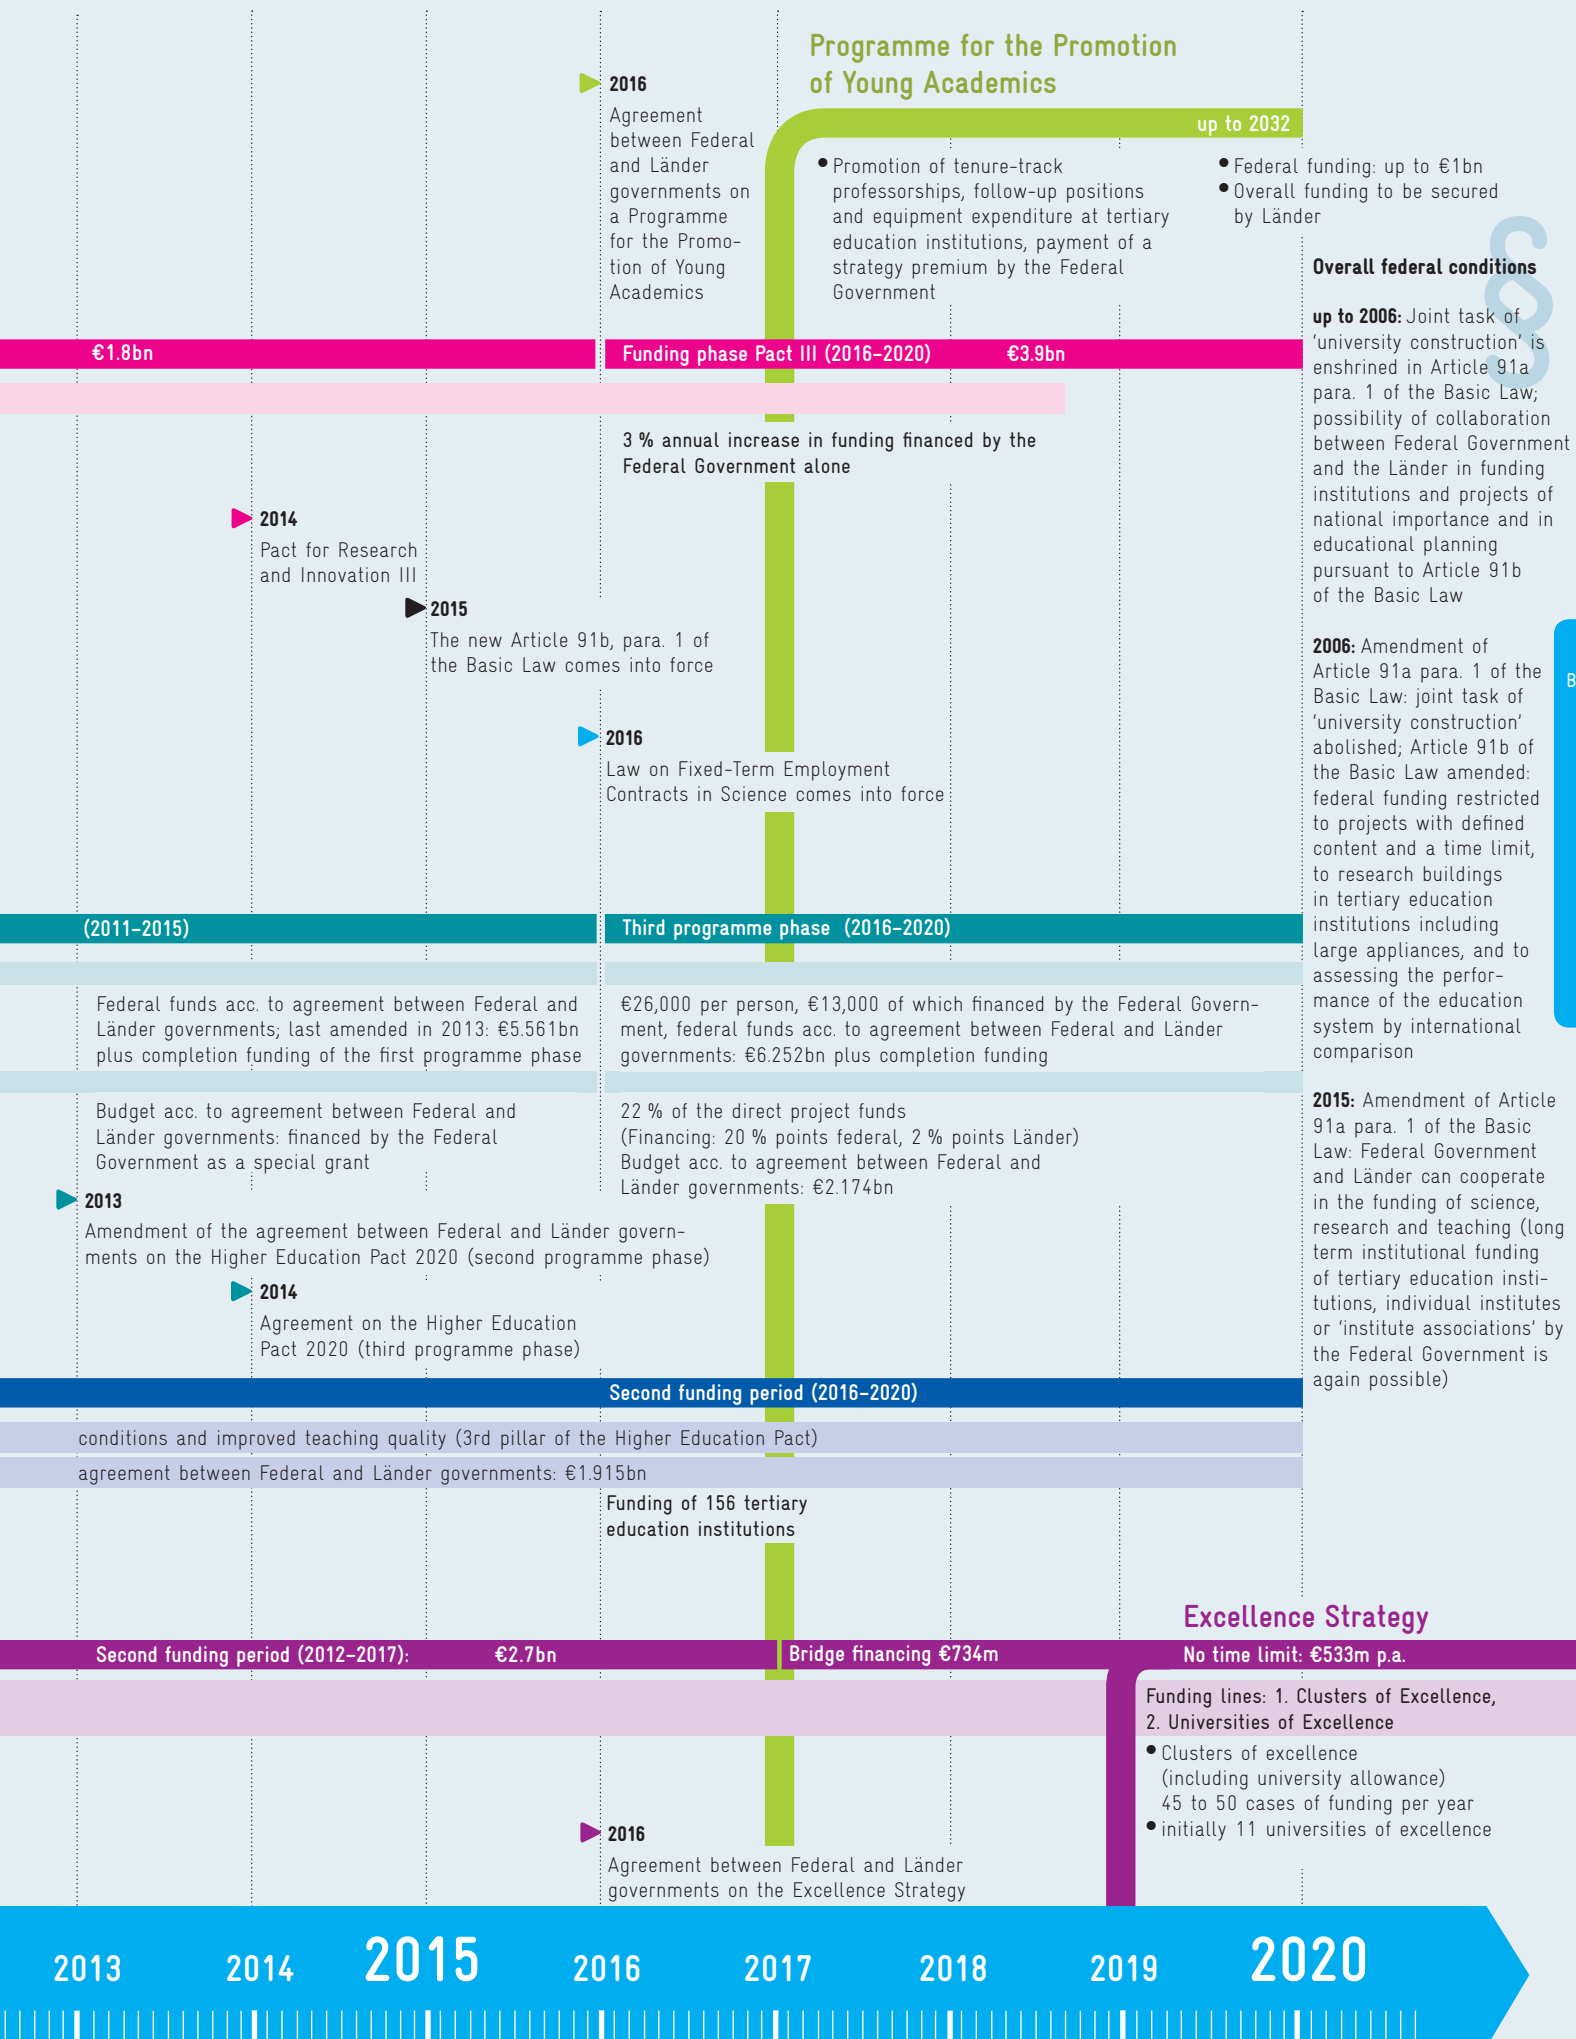 Programme for the Promotion
of Young Academics
up to 2032
2016
Agreement
between Federal
and Länder
governments on
a Programme
for the Promo-
tion of Young
Academics
• Promotion of tenure-track
professorships, follow-up positions
and equipment expenditure at tertiary
education institutions, payment of a
strategy premium by the Federal
Government
• Federal funding: up to €1bn
• Overall funding to be secured
by Länder
§
Overall federal conditions
up to 2006: Joint task of
'university construction' is
enshrined in Article 91a
para. 1 of the Basic Law;
possibility of collaboration
between Federal Government
and the Länder in funding
institutions and projects of
national importance and in
educational planning
pursuant to Article 91b
of the Basic Law
2006: Amendment of
Article 91a para. 1 of the
Basic Law: joint task of
'university construction'
abolished; Article 91b of
the Basic Law amended:
federal funding restricted
to projects with defined
content and a time limit,
to research buildings
in tertiary education
institutions including
large appliances, and to
assessing the perfor-
mance of the education
system by international
comparison
2015: Amendment of Article
91a para. 1 of the Basic
Law: Federal Government
and Länder can cooperate
in the funding of science,
research and teaching (long
term institutional funding
of tertiary education insti-
tutions, individual institutes
or 'institute associations' by
the Federal Government is
again possible)
B
€1.8bn
Funding phase Pact III (2016–2020) €3.9bn
3 % annual increase in funding financed by the
Federal Government alone
2014
Pact for Research
and Innovation III
2015
The new Article 91b, para. 1 of
the Basic Law comes into force
2016
Law on Fixed-Term Employment
Contracts in Science comes into force
(2011–2015)
Third programme phase (2016–2020)
Federal funds acc. to agreement between Federal and
Länder governments; last amended in 2013: €5.561bn
plus completion funding of the first programme phase
€26,000 per person, €13,000 of which financed by the Federal Govern-
ment, federal funds acc. to agreement between Federal and Länder
governments: €6.252bn plus completion funding
Budget acc. to agreement between Federal and
Länder governments: financed by the Federal
Government as a special grant
22 % of the direct project funds
(Financing: 20 % points federal, 2 % points Länder)
Budget acc. to agreement between Federal and
Länder governments: €2.174bn
2013
Amendment of the agreement between Federal and Länder govern-
ments on the Higher Education Pact 2020 (second programme phase)
2014
Agreement on the Higher Education
Pact 2020 (third programme phase)
Second funding period (2016–2020)
conditions and improved teaching quality (3rd pillar of the Higher Education Pact)
agreement between Federal and Länder governments: €1.915bn
Funding of 156 tertiary
education institutions
Excellence Strategy
Second funding period (2012–2017): €2.7bn
Bridge financing €734m
No time limit: €533m p.a.
Funding lines: 1. Clusters of Excellence,
2. Universities of Excellence
• Clusters of excellence
(including university allowance)
45 to 50 cases of funding per year
• initially 11 universities of excellence
2016
Agreement between Federal and Länder
governments on the Excellence Strategy
2013 2014 2015 2016 2017 2018 2019 2020